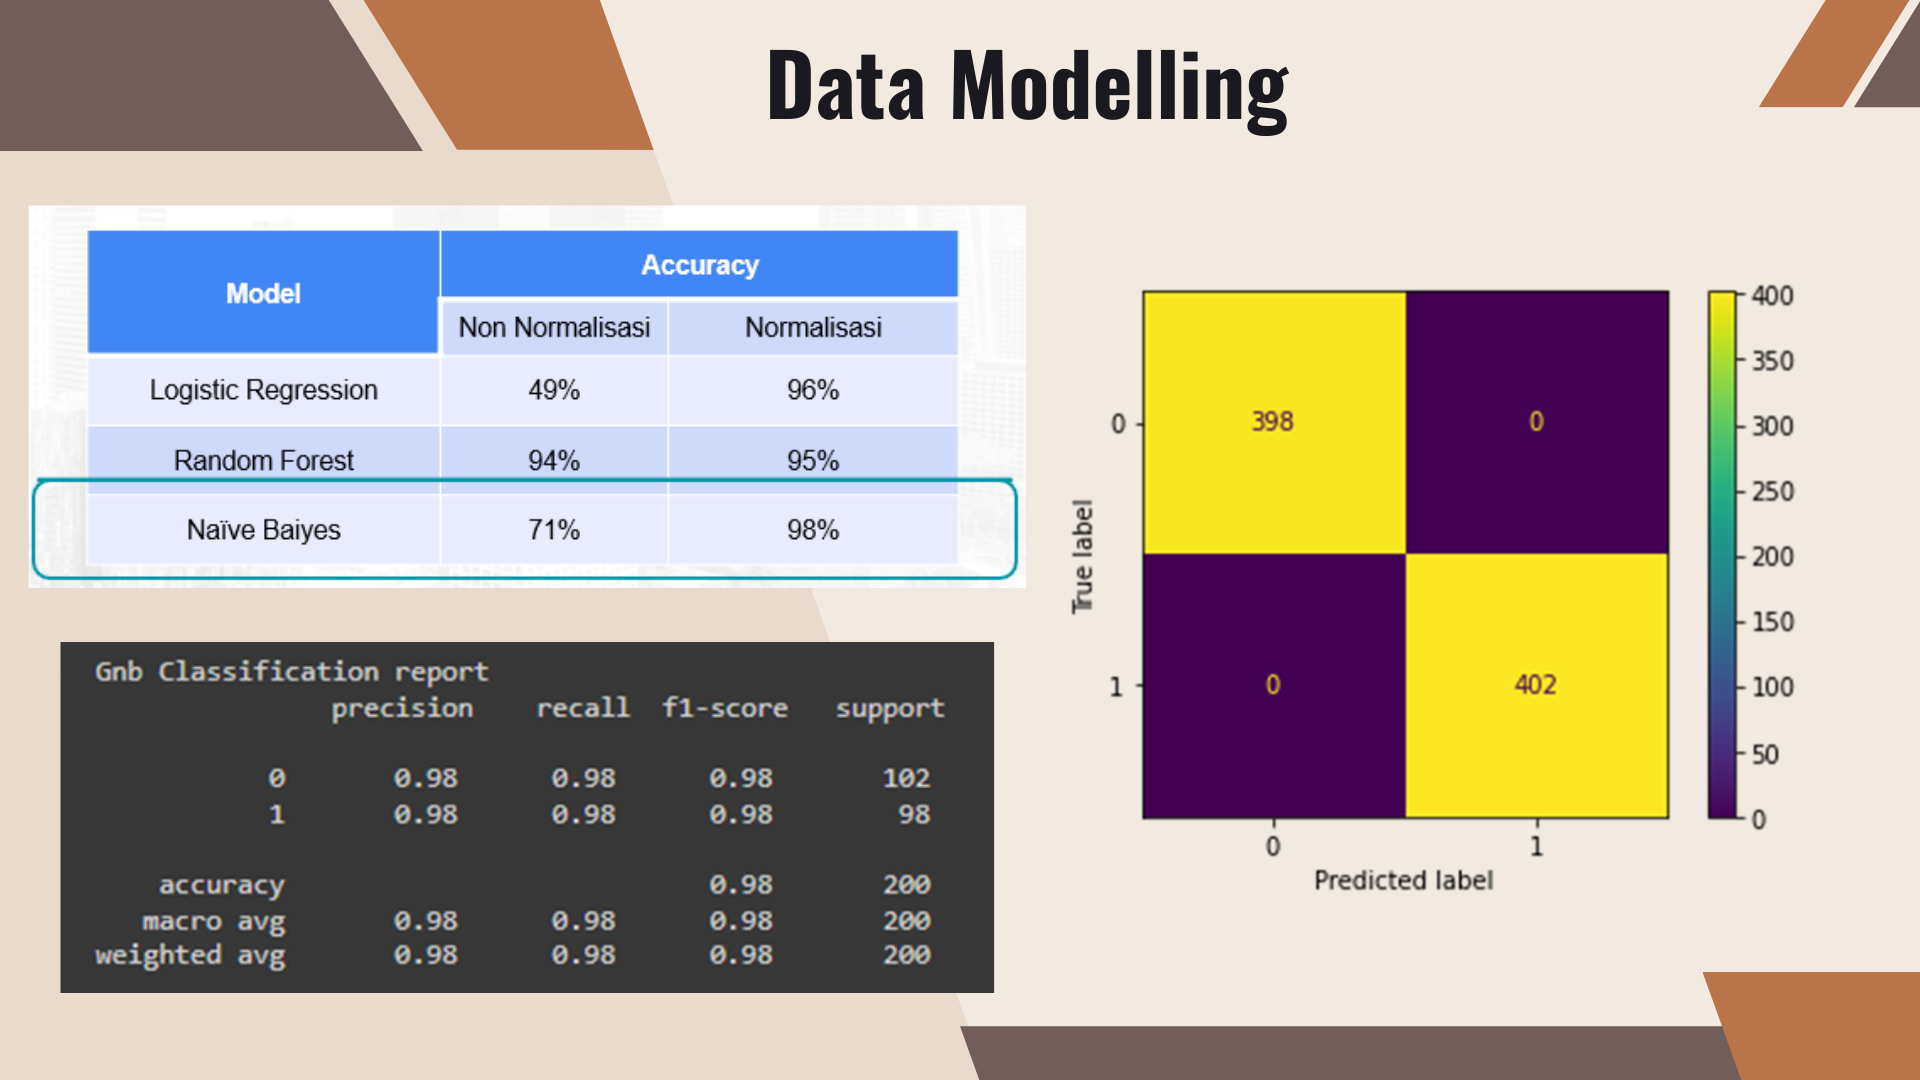 Data Modelling
Model
Accuracy
Non Normalisasi Normalisasi
Logistic Regression 49% 96%
Random Forest 94% 95%
Naïve Baiyes 71% 98%
Gnb Classification report
precision recall f1-score support
0 0.98 0.98 0.98 102
1 0.98 0.98 0.98 98
accuracy 0.98 200
macro avg 0.98 0.98 0.98 200
weighted avg 0.98 0.98 0.98 200
True label
0
1
398 0
0 402
0 1
Predicted label
400
350
300
250
200
150
100
50
0